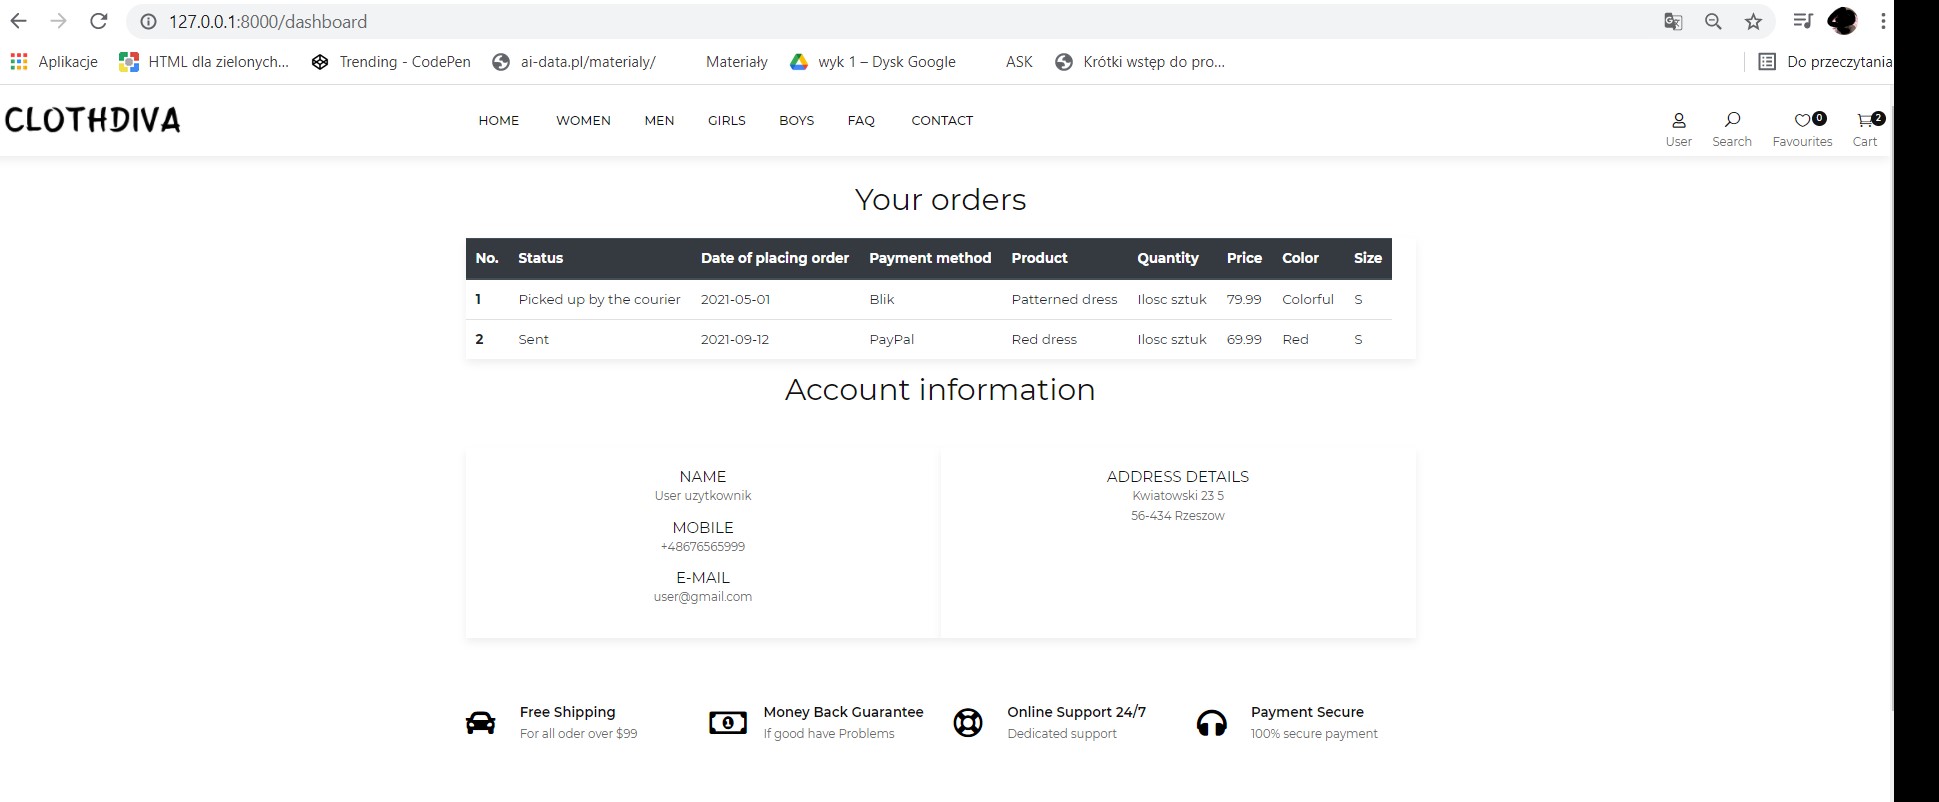 127.0.0.1:8000/dashboard
Aplikacje HTML dla zielonych... Trending - CodePen ai-data.pl/materialy/ Materiały wyk 1 – Dysk Google ASK Krótki wstęp do pro... Do przeczytania
CLOTHDIVA HOME WOMEN MEN GIRLS BOYS FAQ CONTACT
0 2
User Search Favourites Cart
Your orders
No. Status Date of placing order Payment method Product Quantity Price Color Size
1 Picked up by the courier 2021-05-01 Blik Patterned dress Ilosc sztuk 79.99 Colorful S
2 Sent 2021-09-12 PayPal Red dress Ilosc sztuk 69.99 Red S
Account information
NAME
User uzytkownik
MOBILE
+48676565999
E-MAIL
user@gmail.com
ADDRESS DETAILS
Kwiatowski 23 5
56-434 Rzeszow
Free Shipping
For all oder over $99
1
Money Back Guarantee
If good have Problems
Online Support 24/7
Dedicated support
Payment Secure
100% secure payment